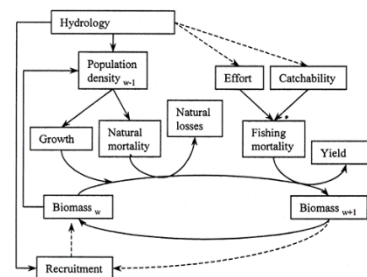 Hydrology
Population
density w-1
Effort
Catchability
Natural
losses
Growth
Natural
mortality
Fishing
mortality
*
Yield
Biomass w
Biomass w+1
Recruitment